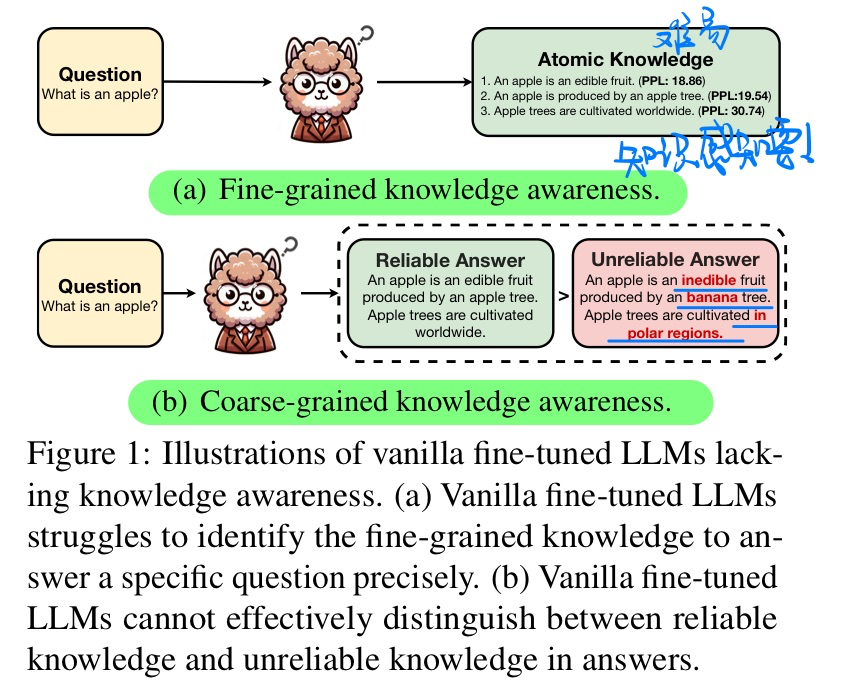 难易
Question
What is an apple?
?
Atomic Knowledge
1. An apple is an edible fruit. (PPL: 18.86)
2. An apple is produced by an apple tree. (PPL:19.54)
3. Apple trees are cultivated worldwide. (PPL: 30.74)
知识感知
(a) Fine-grained knowledge awareness.
Question
What is an apple?
?
Reliable Answer
An apple is an edible fruit
produced by an apple tree.
Apple trees are cultivated
worldwide.
>
Unreliable Answer
An apple is an inedible fruit
produced by an banana tree.
Apple trees are cultivated in
polar regions.
(b) Coarse-grained knowledge awareness.
Figure 1: Illustrations of vanilla fine-tuned LLMs lack-
ing knowledge awareness. (a) Vanilla fine-tuned LLMs
struggles to identify the fine-grained knowledge to an-
swer a specific question precisely. (b) Vanilla fine-tuned
LLMs cannot effectively distinguish between reliable
knowledge and unreliable knowledge in answers.